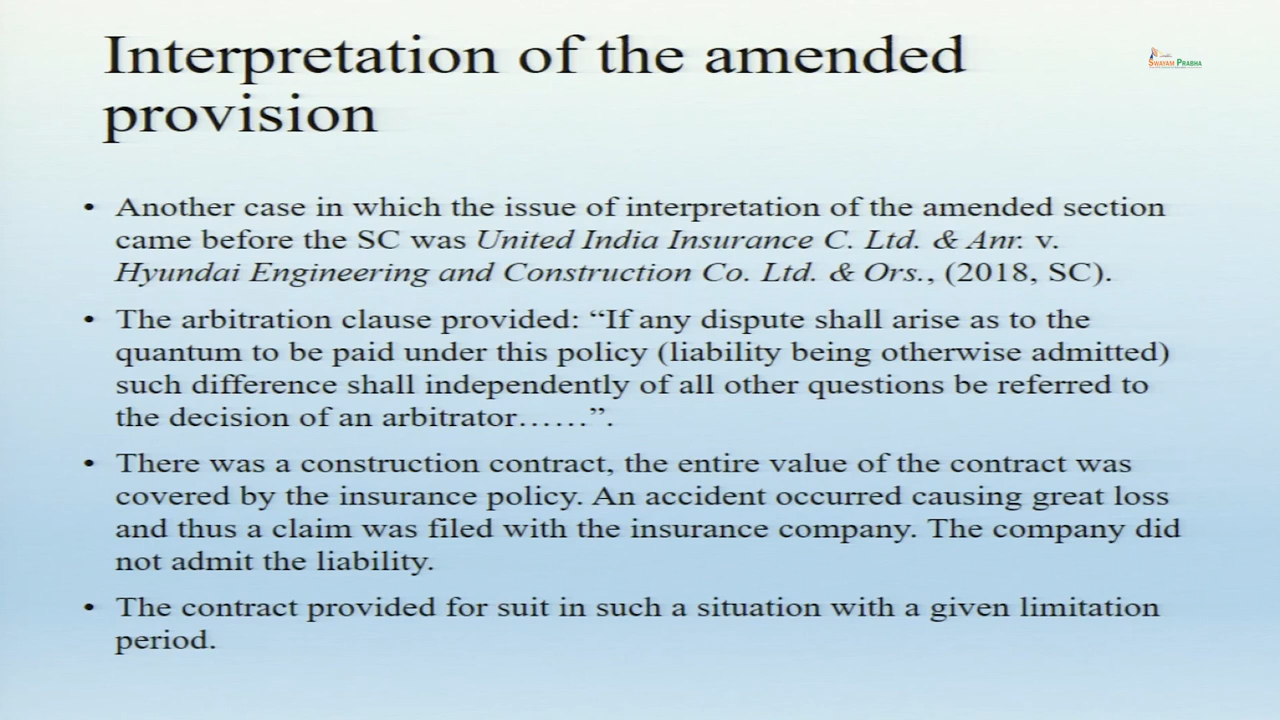 Interpretation of the amended
provision
SWAYAM PRABHA
• Another case in which the issue of interpretation of the amended section
came before the SC was United India Insurance C. Ltd. & Anr. v.
Hyundai Engineering and Construction Co. Ltd. & Ors., (2018, SC).
• The arbitration clause provided: “If any dispute shall arise as to the
quantum to be paid under this policy (liability being otherwise admitted)
such difference shall independently of all other questions be referred to
the decision of an arbitrator……”.
• There was a construction contract, the entire value of the contract was
covered by the insurance policy. An accident occurred causing great loss
and thus a claim was filed with the insurance company. The company did
not admit the liability.
• The contract provided for suit in such a situation with a given limitation
period.